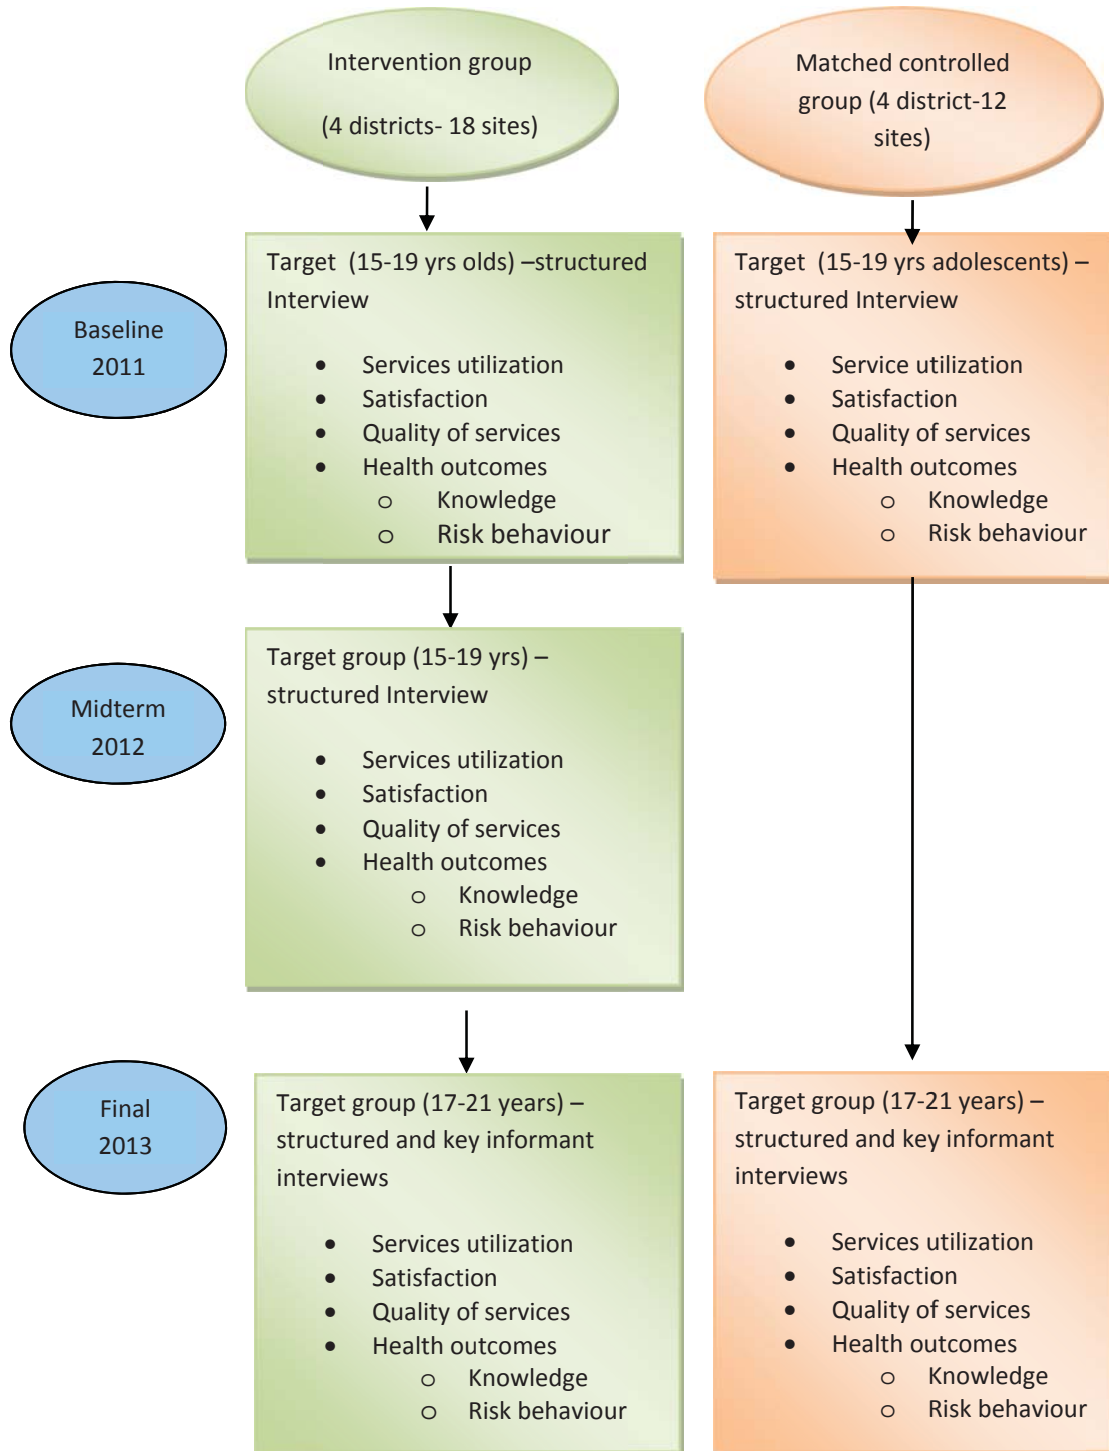 Intervention group
(4 districts- 18 sites)
Matched controlled
group (4 district-12
sites)
Baseline
2011
Target  (15-19 yrs olds) –structured
Interview
• Services utilization
• Satisfaction
• Quality of services
• Health outcomes
o Knowledge
o Risk behaviour
Target  (15-19 yrs adolescents) –
structured Interview
• Service utilization
• Satisfaction
• Quality of services
• Health outcomes
o Knowledge
o Risk behaviour
Midterm
2012
Target group (15-19 yrs) –
structured Interview
• Services utilization
• Satisfaction
• Quality of services
• Health outcomes
o Knowledge
o Risk behaviour
Final
2013
Target group (17-21 years) –
structured and key informant
interviews
• Services utilization
• Satisfaction
• Quality of services
• Health outcomes
o Knowledge
o Risk behaviour
Target group (17-21 years) –
structured and key informant
interviews
• Services utilization
• Satisfaction
• Quality of services
• Health outcomes
o Knowledge
o Risk behaviour